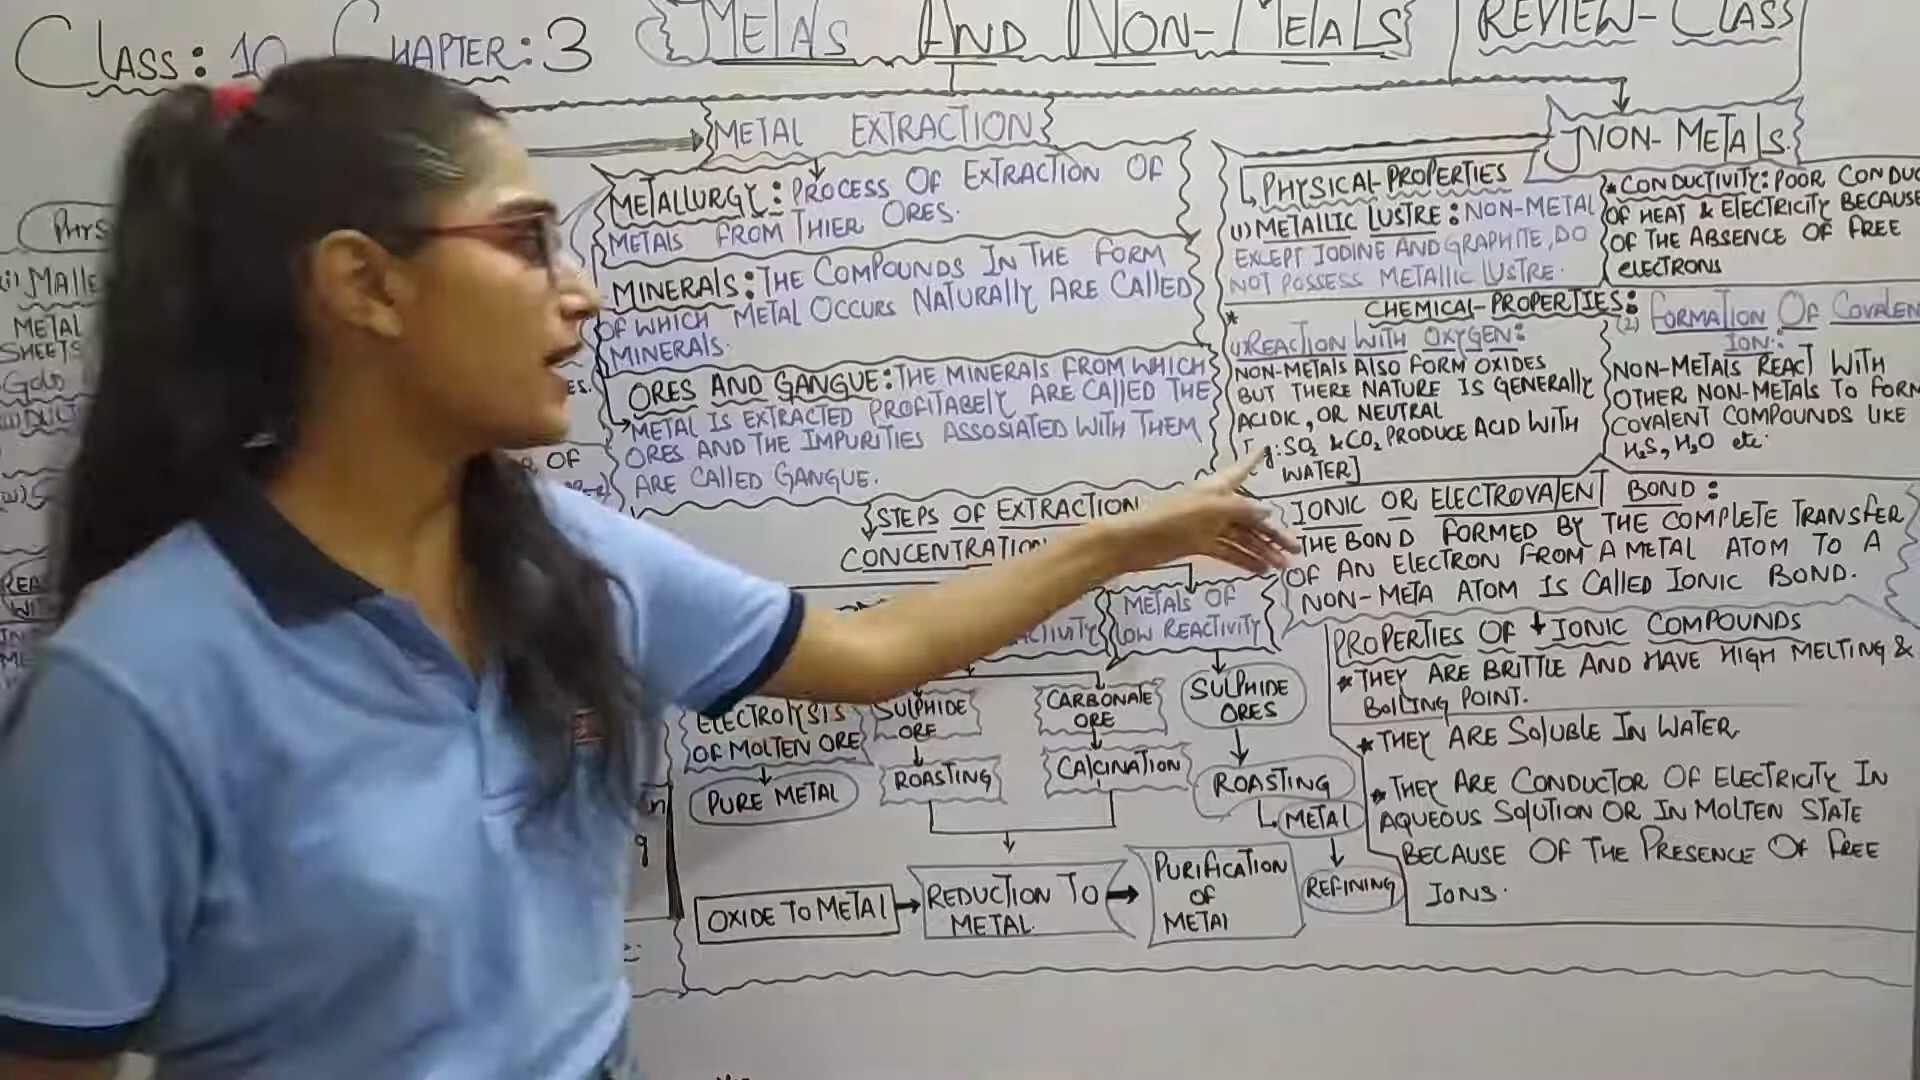 CLASS: 10 CHAPTER: 3 METALS AND NON-METALS REVIEW-CLASS
METAL EXTRACTION
METALLURGY: PROCESS OF EXTRACTION OF
METALS FROM THIER ORES.
MINERALS: THE COMPOUNDS IN THE FORM
OF WHICH METAL OCCURS NATURALLY ARE CALLED
MINERALS.
ORES AND GANGUE: THE MINERALS FROM WHICH
METAL IS EXTRACTED PROFITABELY ARE CALLED THE
ORES AND THE IMPURITIES ASSOSIATED WITH THEM
ARE CALLED GANGUE.
STEPS OF EXTRACTION
METALS OF
LOW REACTIVITY
ELECTROLYSIS
OF MOLTEN ORE
PURE METAL
SULPHIDE
ORE
ROASTING
CARBONATE
ORE
CALCINATION
SULPHIDE
ORES
ROASTING
METAL
REFINING
OXIDE TO METAL
REDUCTION TO
METAL.
PURIFICATION
OF
METAL
NON-METALS.
PHYSICAL-PROPERTIES
(i) METALLIC LUSTRE: NON-METAL
EXCEPT IODINE AND GRAPHITE, DO
NOT POSSESS METALLIC LUSTRE.
* CONDUCTIVITY: POOR CONDUC
OF HEAT & ELECTRICITY BECAUSE
OF THE ABSENCE OF FREE
ELECTRONS
CHEMICAL-PROPERTIES:
* REACTION WITH OXYGEN:
NON-METALS ALSO FORM OXIDES
BUT THERE NATURE IS GENERALLY
ACIDIC, OR NEUTRAL
g: SO2 & CO2 PRODUCE ACID WITH
WATER]
(2) FORMATION OF COVALEN
ION:
NON-METALS REACT WITH
OTHER NON-METALS TO FORM
COVALENT COMPOUNDS LIKE
H2S, H2O etc.
IONIC OR ELECTROVALENT BOND:
THE BOND FORMED BY THE COMPLETE TRANSFER
OF AN ELECTRON FROM A METAL ATOM TO A
NON-META ATOM IS CALLED IONIC BOND.
PROPERTIES OF IONIC COMPOUNDS
* THEY ARE BRITTLE AND HAVE HIGH MELTING &
BOILING POINT.
* THEY ARE SOLUBLE IN WATER
* THEY ARE CONDUCTOR OF ELECTRICITY IN
AQUEOUS SOLUTION OR IN MOLTEN STATE
BECAUSE OF THE PRESENCE OF FREE
IONS.
PHYS
(i) MALLE
METAL
SHEETS
GOLD